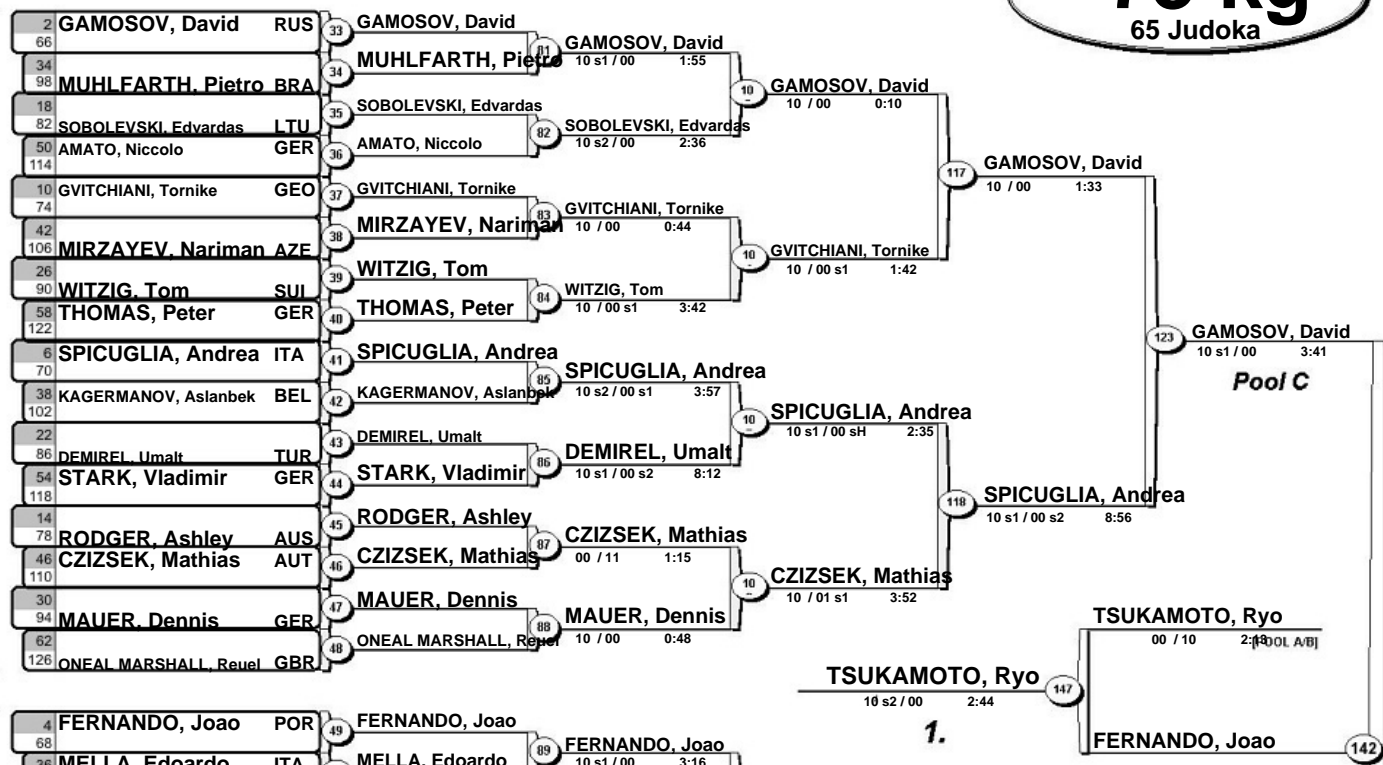 73 kg
65 Judoka
2 GAMOSOV, David RUS
66
34
98 MUHLFARTH, Pietro BRA
18
82 SOBOLEVSKI, Edvardas LTU
50 AMATO, Niccolo GER
114
10 GVITCHIANI, Tornike GEO
74
42
106 MIRZAYEV, Nariman AZE
26
90 WITZIG, Tom SUI
58 THOMAS, Peter GER
122
6 SPICUGLIA, Andrea ITA
70
38 KAGERMANOV, Aslanbek BEL
102
22
86 DEMIREL, Umalt TUR
54 STARK, Vladimir GER
118
14
78 RODGER, Ashley AUS
46 CZIZSEK, Mathias AUT
110
30
94 MAUER, Dennis GER
62
126 ONEAL MARSHALL, Reuel GBR
4 FERNANDO, Joao POR
68
36 MELLA, Edoardo ITA
33 GAMOSOV, David
34 MUHLFARTH, Pietro
35 SOBOLEVSKI, Edvardas
36 AMATO, Niccolo
37 GVITCHIANI, Tornike
38 MIRZAYEV, Nariman
39 WITZIG, Tom
40 THOMAS, Peter
41 SPICUGLIA, Andrea
42 KAGERMANOV, Aslanbek
43 DEMIREL, Umalt
44 STARK, Vladimir
45 RODGER, Ashley
46 CZIZSEK, Mathias
47 MAUER, Dennis
48 ONEAL MARSHALL, Reuel
49 FERNANDO, Joao
MELLA, Edoardo
81 GAMOSOV, David
10 s1 / 00 1:55
82 SOBOLEVSKI, Edvardas
10 s2 / 00 2:36
83 GVITCHIANI, Tornike
10 / 00 0:44
84 WITZIG, Tom
10 / 00 s1 3:42
85 SPICUGLIA, Andrea
10 s2 / 00 s1 3:57
86 DEMIREL, Umalt
10 s1 / 00 s2 8:12
87 CZIZSEK, Mathias
00 / 11 1:15
88 MAUER, Dennis
10 / 00 0:48
89 FERNANDO, Joao
10 s1 / 00 3:16
10 GAMOSOV, David
10 / 00 0:10
10 GVITCHIANI, Tornike
10 / 00 s1 1:42
10 SPICUGLIA, Andrea
10 s1 / 00 sH 2:35
10 CZIZSEK, Mathias
10 / 01 s1 3:52
117 GAMOSOV, David
10 / 00 1:33
118 SPICUGLIA, Andrea
10 s1 / 00 s2 8:56
123 GAMOSOV, David
10 s1 / 00 3:41
Pool C
TSUKAMOTO, Ryo
00 / 10 [POOL A/B]
TSUKAMOTO, Ryo 147
10 s2 / 00 2:44
1.
FERNANDO, Joao 142